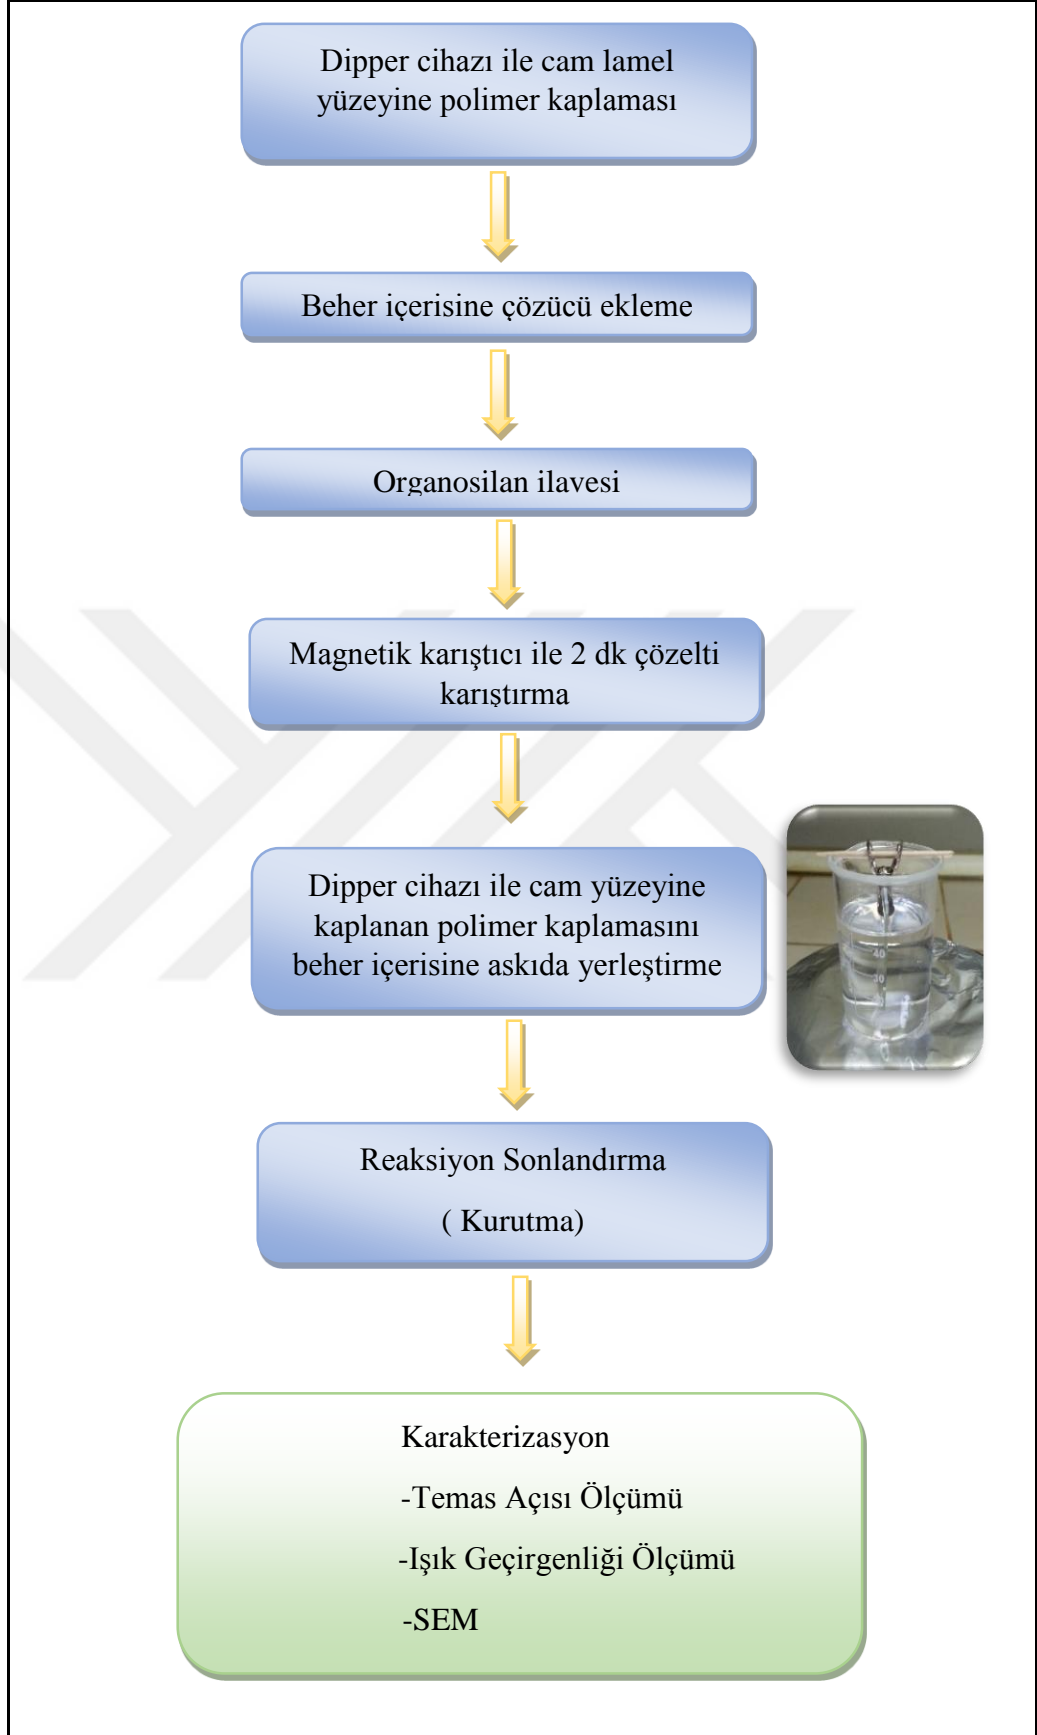 Dipper cihazı ile cam lamel
yüzeyine polimer kaplaması
Beher içerisine çözücü ekleme
Organosilan ilavesi
Magnetik karıştıcı ile 2 dk çözelti
karıştırma
Dipper cihazı ile cam yüzeyine
kaplanan polimer kaplamasını
beher içerisine askıda yerleştirme
40
30
Reaksiyon Sonlandırma
( Kurutma)
Karakterizasyon
-Temas Açısı Ölçümü
-Işık Geçirgenliği Ölçümü
-SEM